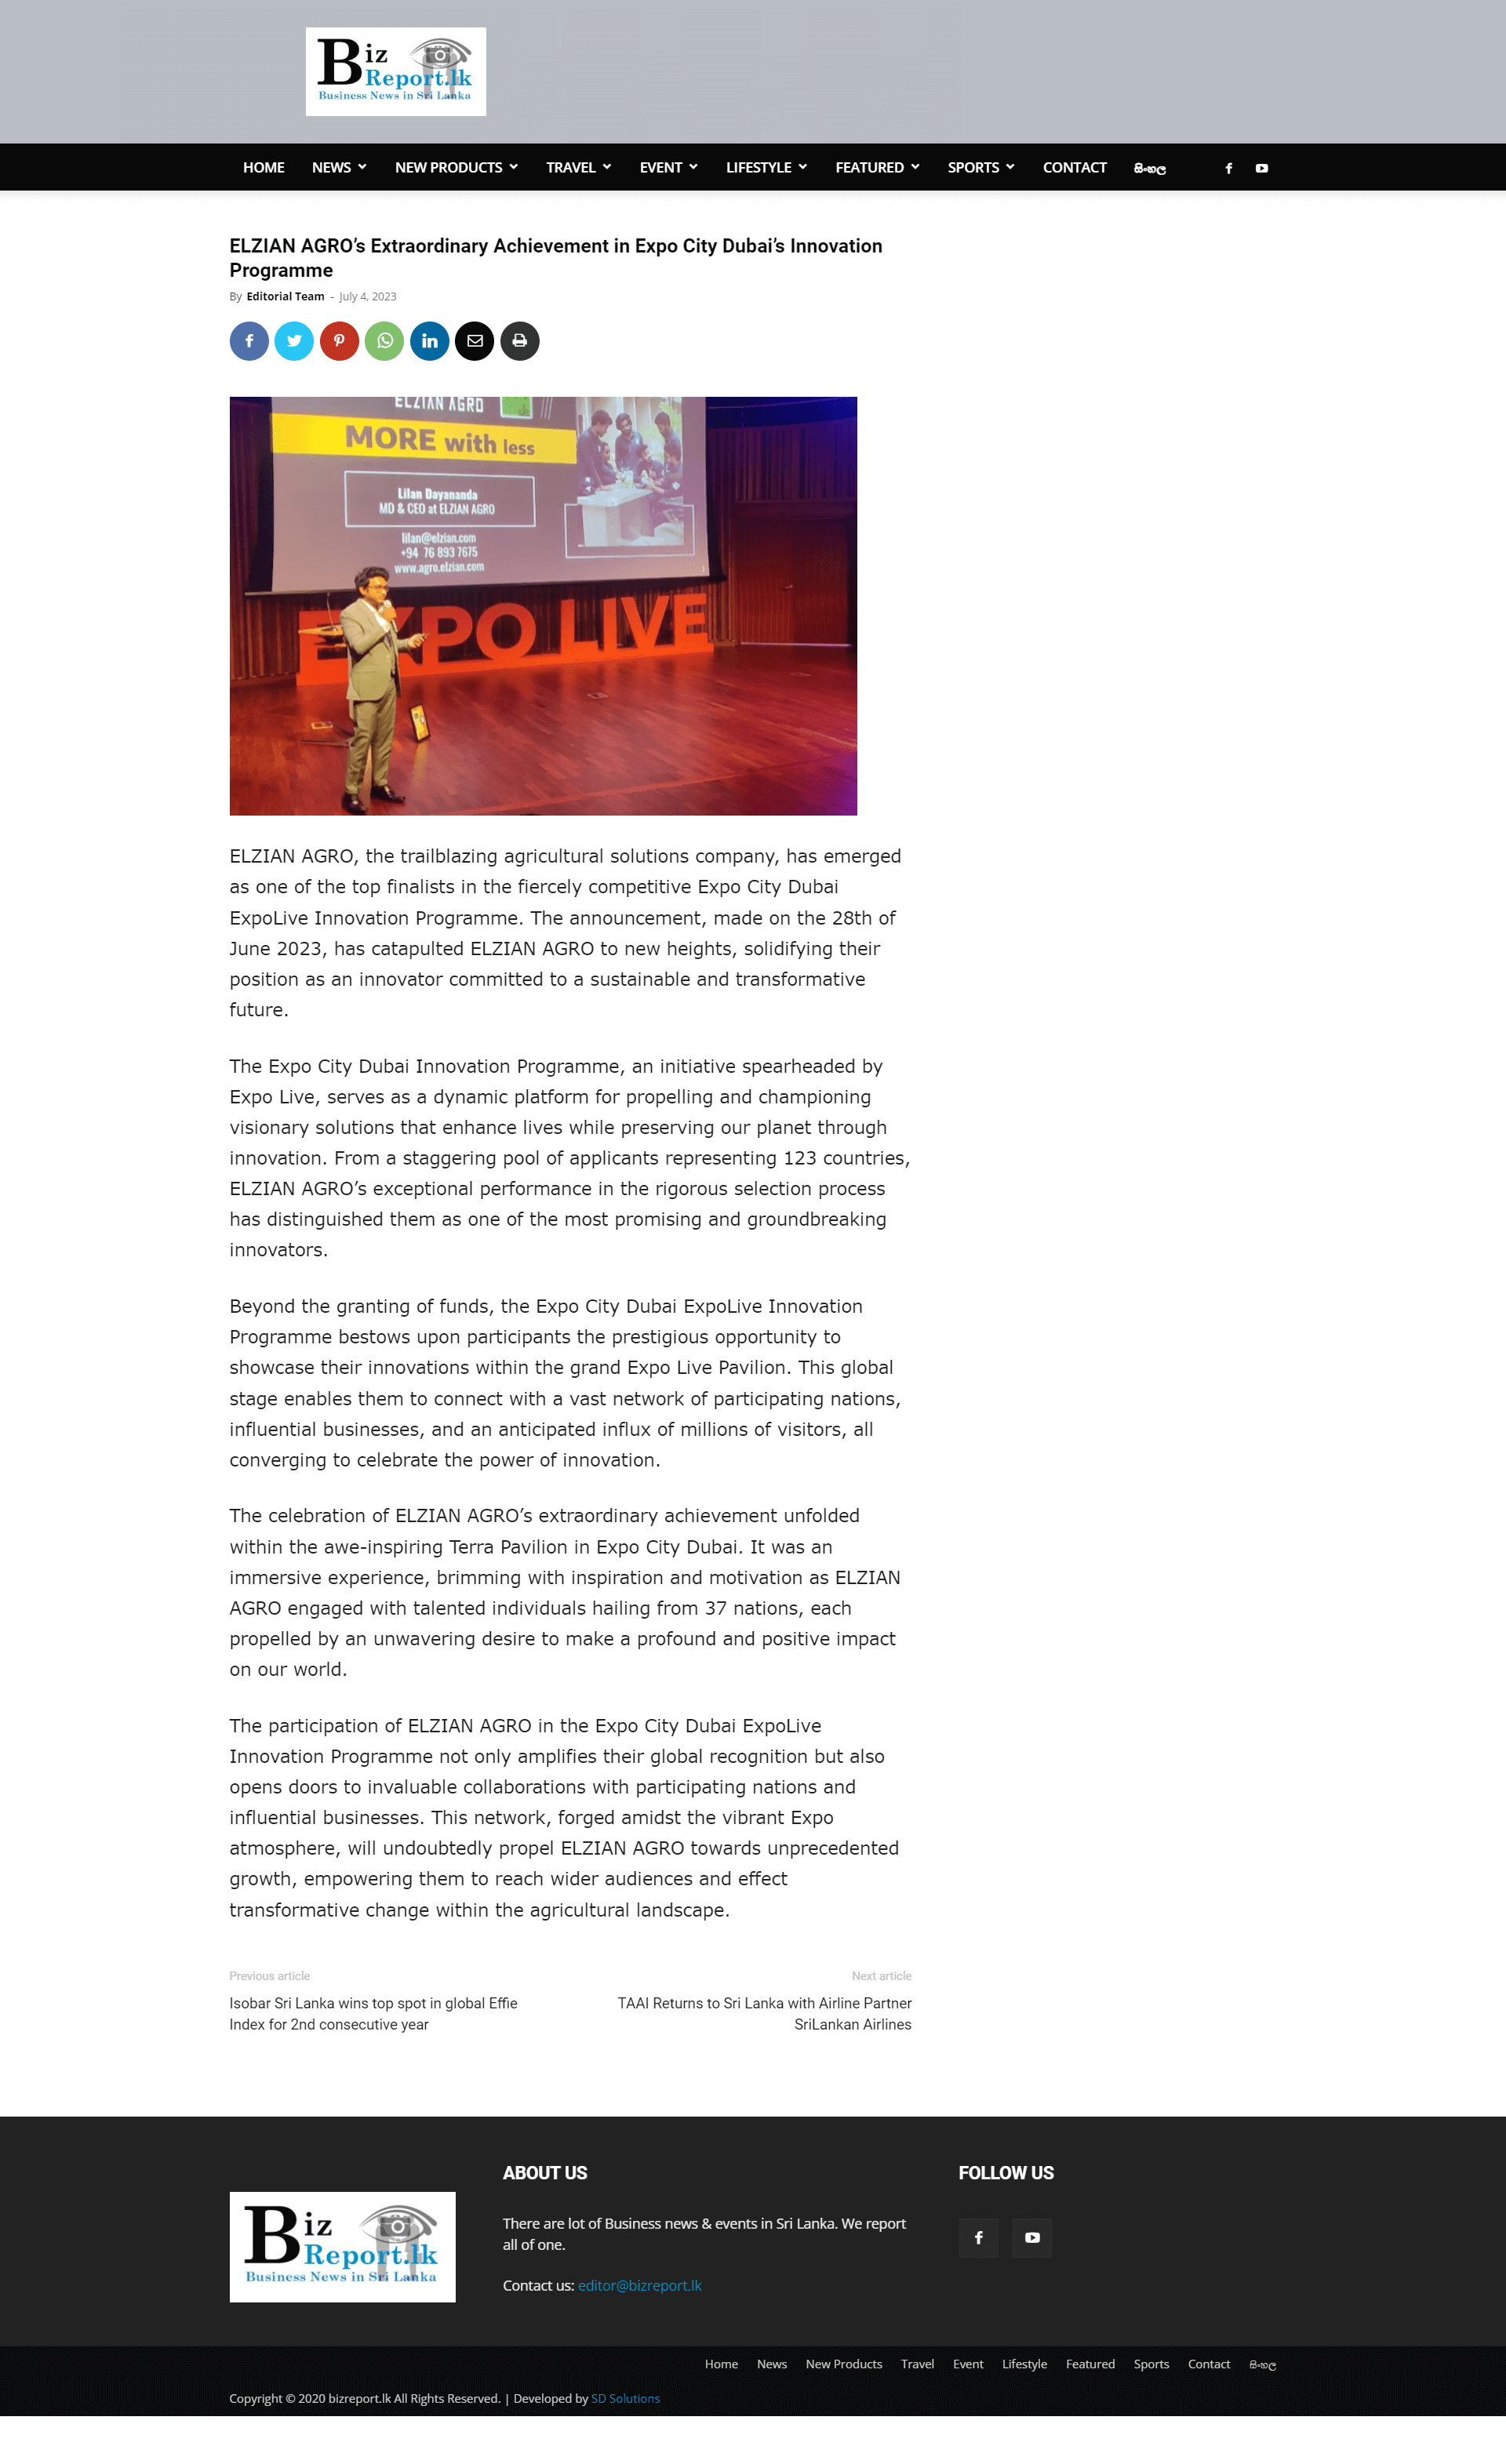 Biz
Report.lk
Business News in Sri Lanka
HOME NEWS NEW PRODUCTS TRAVEL EVENT LIFESTYLE FEATURED SPORTS CONTACT සිංහල
ELZIAN AGRO’s Extraordinary Achievement in Expo City Dubai’s Innovation
Programme
By Editorial Team - July 4, 2023
ELZIAN AGRO
MORE with less
Lilan Dayananda
MD & CEO at ELZIAN AGRO
lilan@elzian.com
+94 76 893 7675
www.agro.elzian.com
EXPO LIVE
ELZIAN AGRO, the trailblazing agricultural solutions company, has emerged
as one of the top finalists in the fiercely competitive Expo City Dubai
ExpoLive Innovation Programme. The announcement, made on the 28th of
June 2023, has catapulted ELZIAN AGRO to new heights, solidifying their
position as an innovator committed to a sustainable and transformative
future.
The Expo City Dubai Innovation Programme, an initiative spearheaded by
Expo Live, serves as a dynamic platform for propelling and championing
visionary solutions that enhance lives while preserving our planet through
innovation. From a staggering pool of applicants representing 123 countries,
ELZIAN AGRO’s exceptional performance in the rigorous selection process
has distinguished them as one of the most promising and groundbreaking
innovators.
Beyond the granting of funds, the Expo City Dubai ExpoLive Innovation
Programme bestows upon participants the prestigious opportunity to
showcase their innovations within the grand Expo Live Pavilion. This global
stage enables them to connect with a vast network of participating nations,
influential businesses, and an anticipated influx of millions of visitors, all
converging to celebrate the power of innovation.
The celebration of ELZIAN AGRO’s extraordinary achievement unfolded
within the awe-inspiring Terra Pavilion in Expo City Dubai. It was an
immersive experience, brimming with inspiration and motivation as ELZIAN
AGRO engaged with talented individuals hailing from 37 nations, each
propelled by an unwavering desire to make a profound and positive impact
on our world.
The participation of ELZIAN AGRO in the Expo City Dubai ExpoLive
Innovation Programme not only amplifies their global recognition but also
opens doors to invaluable collaborations with participating nations and
influential businesses. This network, forged amidst the vibrant Expo
atmosphere, will undoubtedly propel ELZIAN AGRO towards unprecedented
growth, empowering them to reach wider audiences and effect
transformative change within the agricultural landscape.
Previous article
Isobar Sri Lanka wins top spot in global Effie
Index for 2nd consecutive year
Next article
TAAI Returns to Sri Lanka with Airline Partner
SriLankan Airlines
Biz
Report.lk
Business News in Sri Lanka
ABOUT US
There are lot of Business news & events in Sri Lanka. We report
all of one.
Contact us: editor@bizreport.lk
FOLLOW US
Home News New Products Travel Event Lifestyle Featured Sports Contact සිංහල
Copyright © 2020 bizreport.lk All Rights Reserved. | Developed by SD Solutions